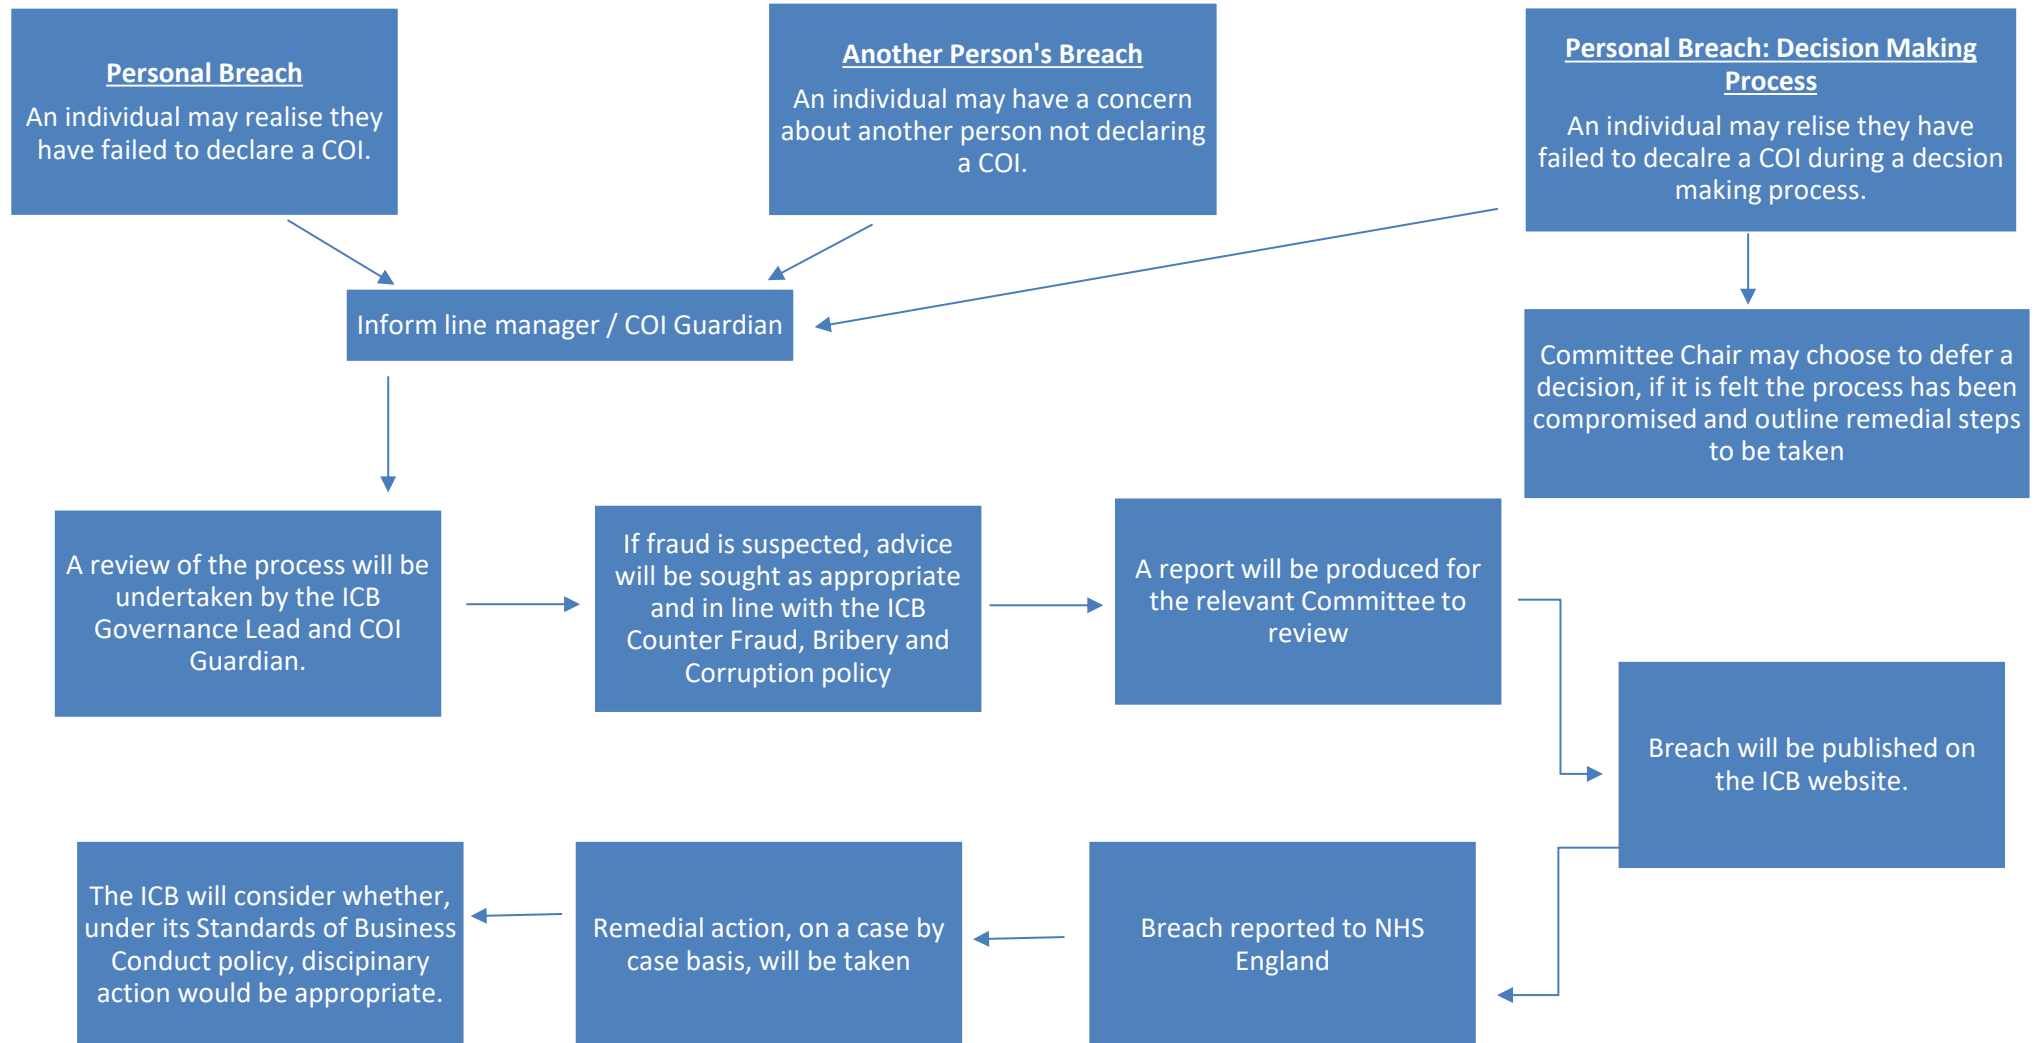 Personal Breach
An individual may realise they
have failed to declare a COI.
Another Person's Breach
An individual may have a concern
about another person not declaring
a COI.
Personal Breach: Decision Making
Process
An individual may relise they have
failed to decalre a COI during a decsion
making process.
Inform line manager / COI Guardian
Committee Chair may choose to defer a
decision, if it is felt the process has been
compromised and outline remedial steps
to be taken
A review of the process will be
undertaken by the ICB
Governance Lead and COI
Guardian.
If fraud is suspected, advice
will be sought as appropriate
and in line with the ICB
Counter Fraud, Bribery and
Corruption policy
A report will be produced for
the relevant Committee to
review
Breach will be published on
the ICB website.
Breach reported to NHS
England
Remedial action, on a case by
case basis, will be taken
The ICB will consider whether,
under its Standards of Business
Conduct policy, discipinary
action would be appropriate.